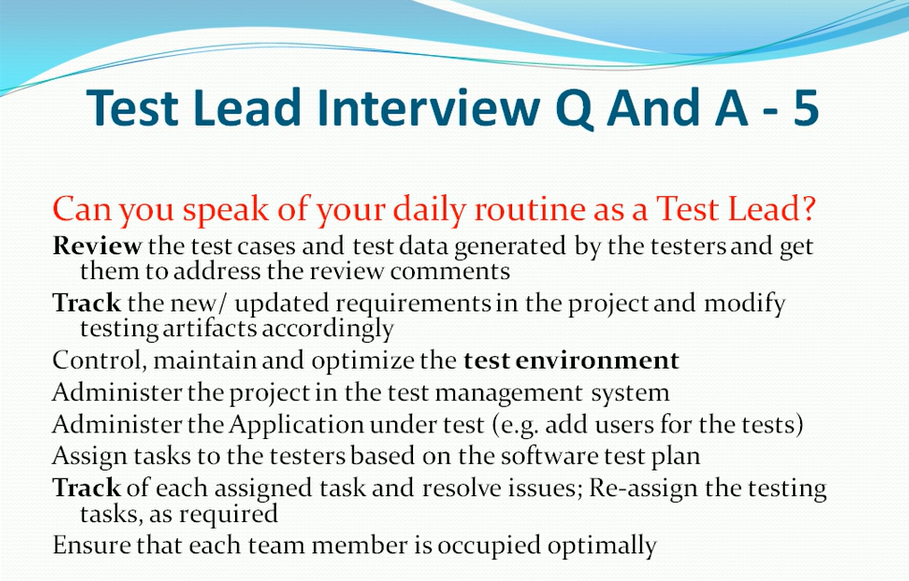 Test Lead Interview Q And A - 5
Can you speak of your daily routine as a Test Lead?
Review the test cases and test data generated by the testers and get
them to address the review comments
Track the new/ updated requirements in the project and modify
testing artifacts accordingly
Control, maintain and optimize the test environment
Administer the project in the test management system
Administer the Application under test (e.g. add users for the tests)
Assign tasks to the testers based on the software test plan
Track of each assigned task and resolve issues; Re-assign the testing
tasks, as required
Ensure that each team member is occupied optimally